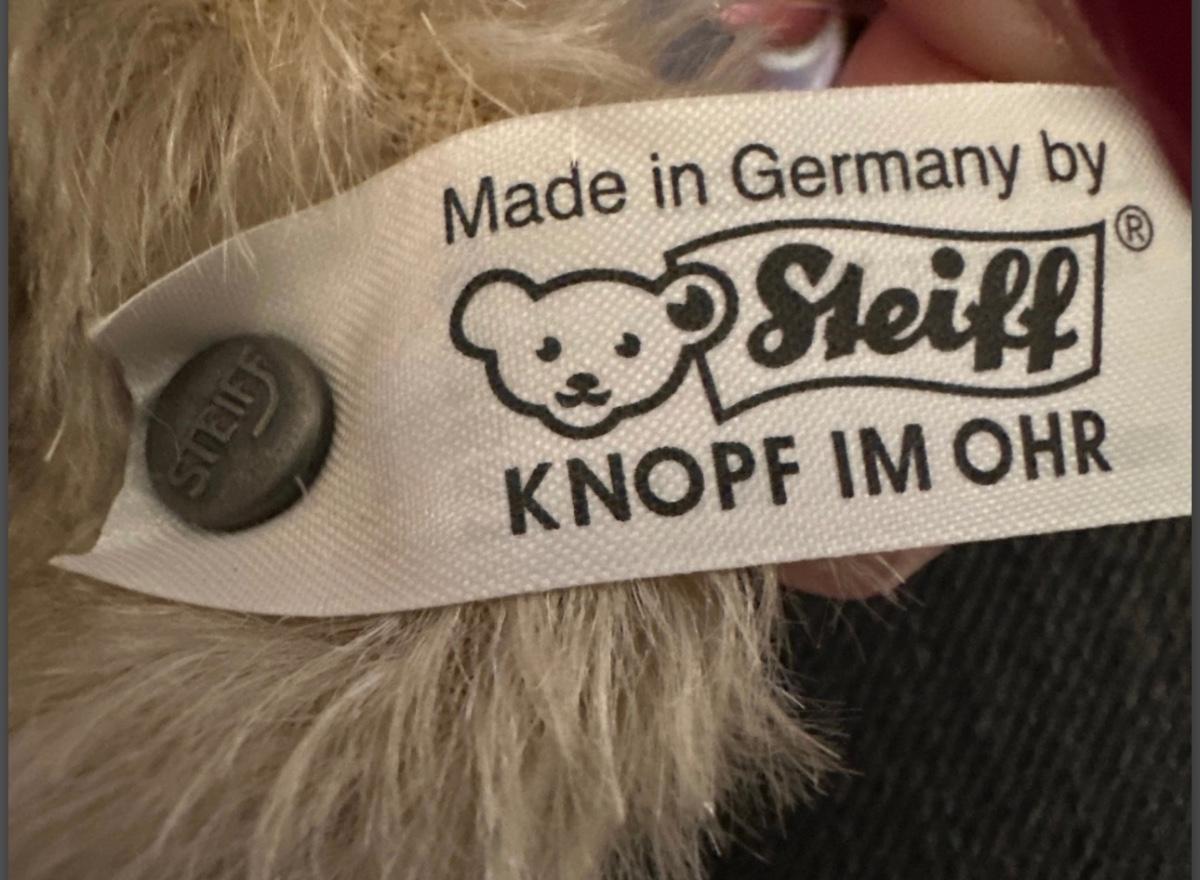 Made in Germany by
Steiff®
KNOPF IM OHR
STEIFF